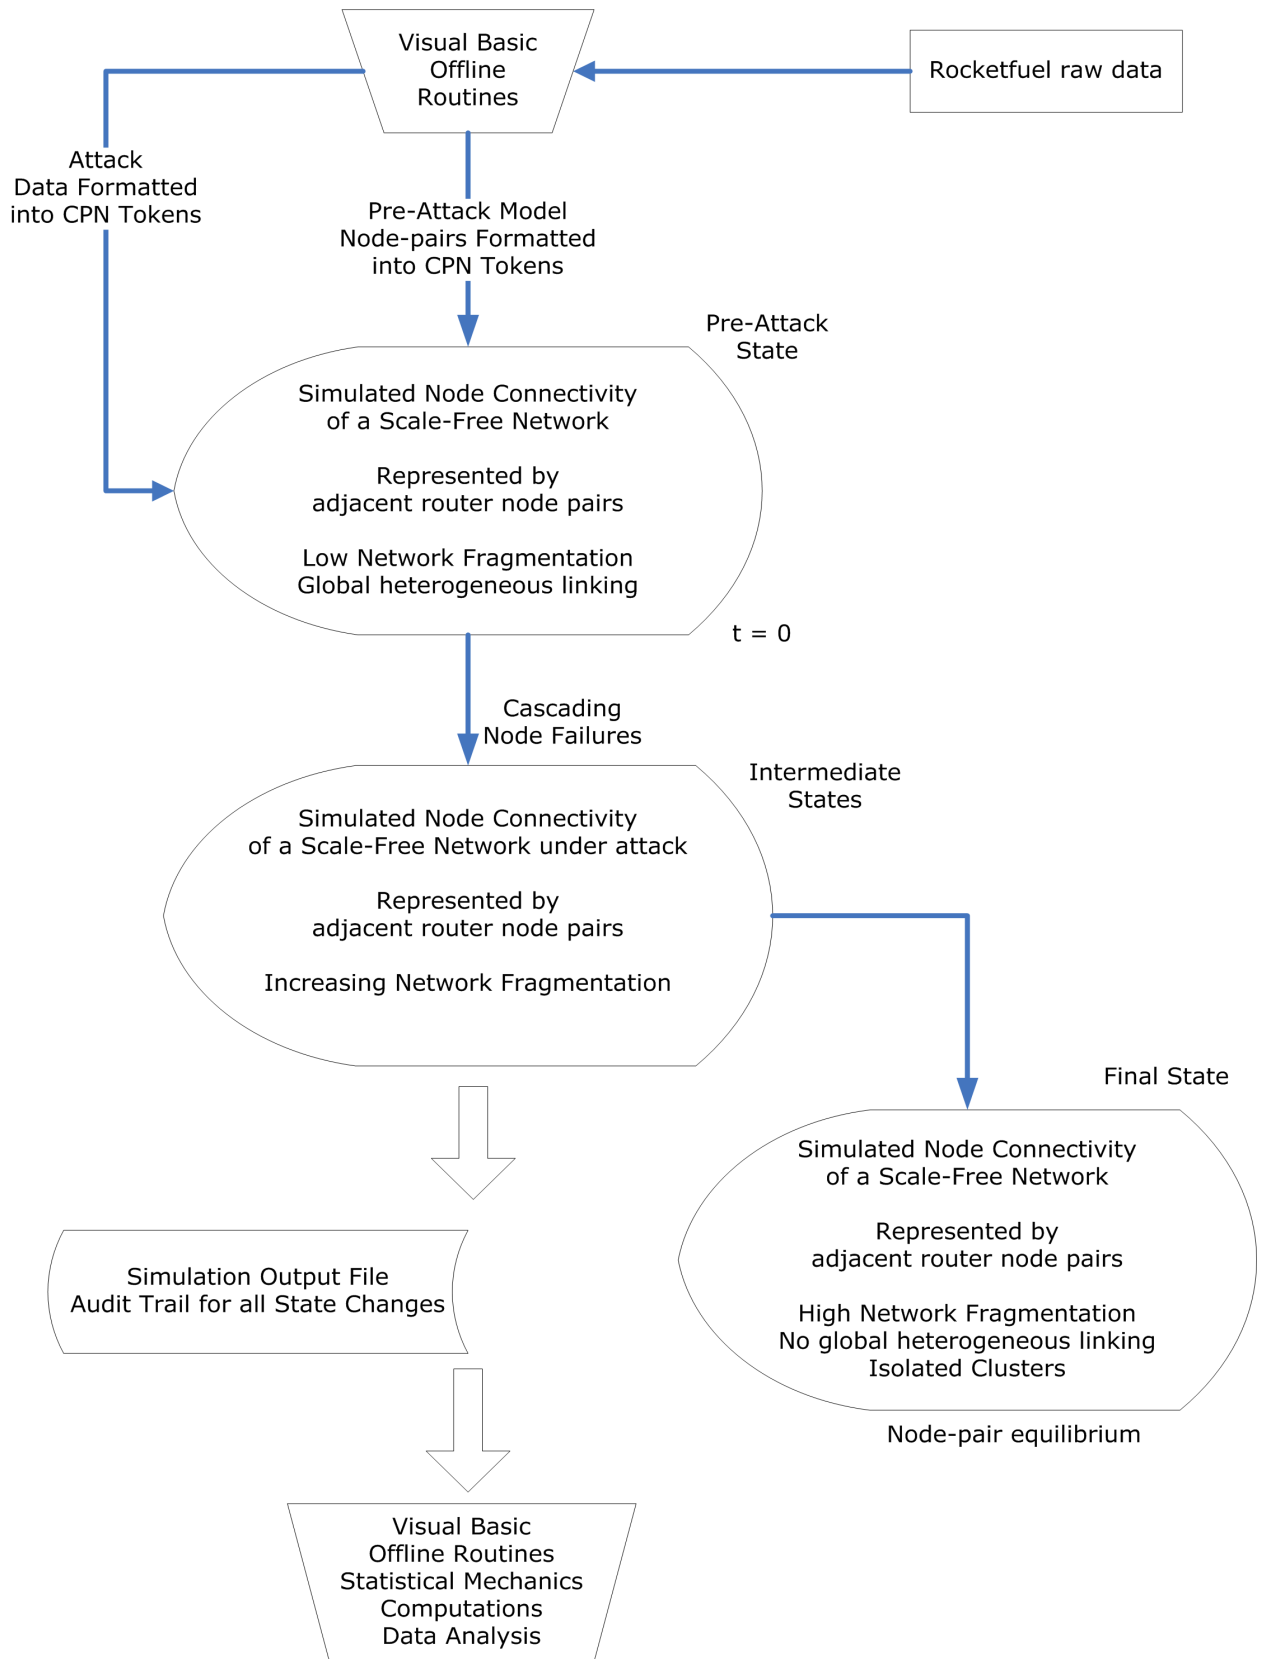 Visual Basic
Offline
Routines
Rocketfuel raw data
Attack
Data Formatted
into CPN Tokens
Pre-Attack Model
Node-pairs Formatted
into CPN Tokens
Pre-Attack
State
Simulated Node Connectivity
of a Scale-Free Network
Represented by
adjacent router node pairs
Low Network Fragmentation
Global heterogeneous linking
t = 0
Cascading
Node Failures
Intermediate
States
Simulated Node Connectivity
of a Scale-Free Network under attack
Represented by
adjacent router node pairs
Increasing Network Fragmentation
Final State
Simulated Node Connectivity
of a Scale-Free Network
Represented by
adjacent router node pairs
High Network Fragmentation
No global heterogeneous linking
Isolated Clusters
Node-pair equilibrium
Simulation Output File
Audit Trail for all State Changes
Visual Basic
Offline Routines
Statistical Mechanics
Computations
Data Analysis